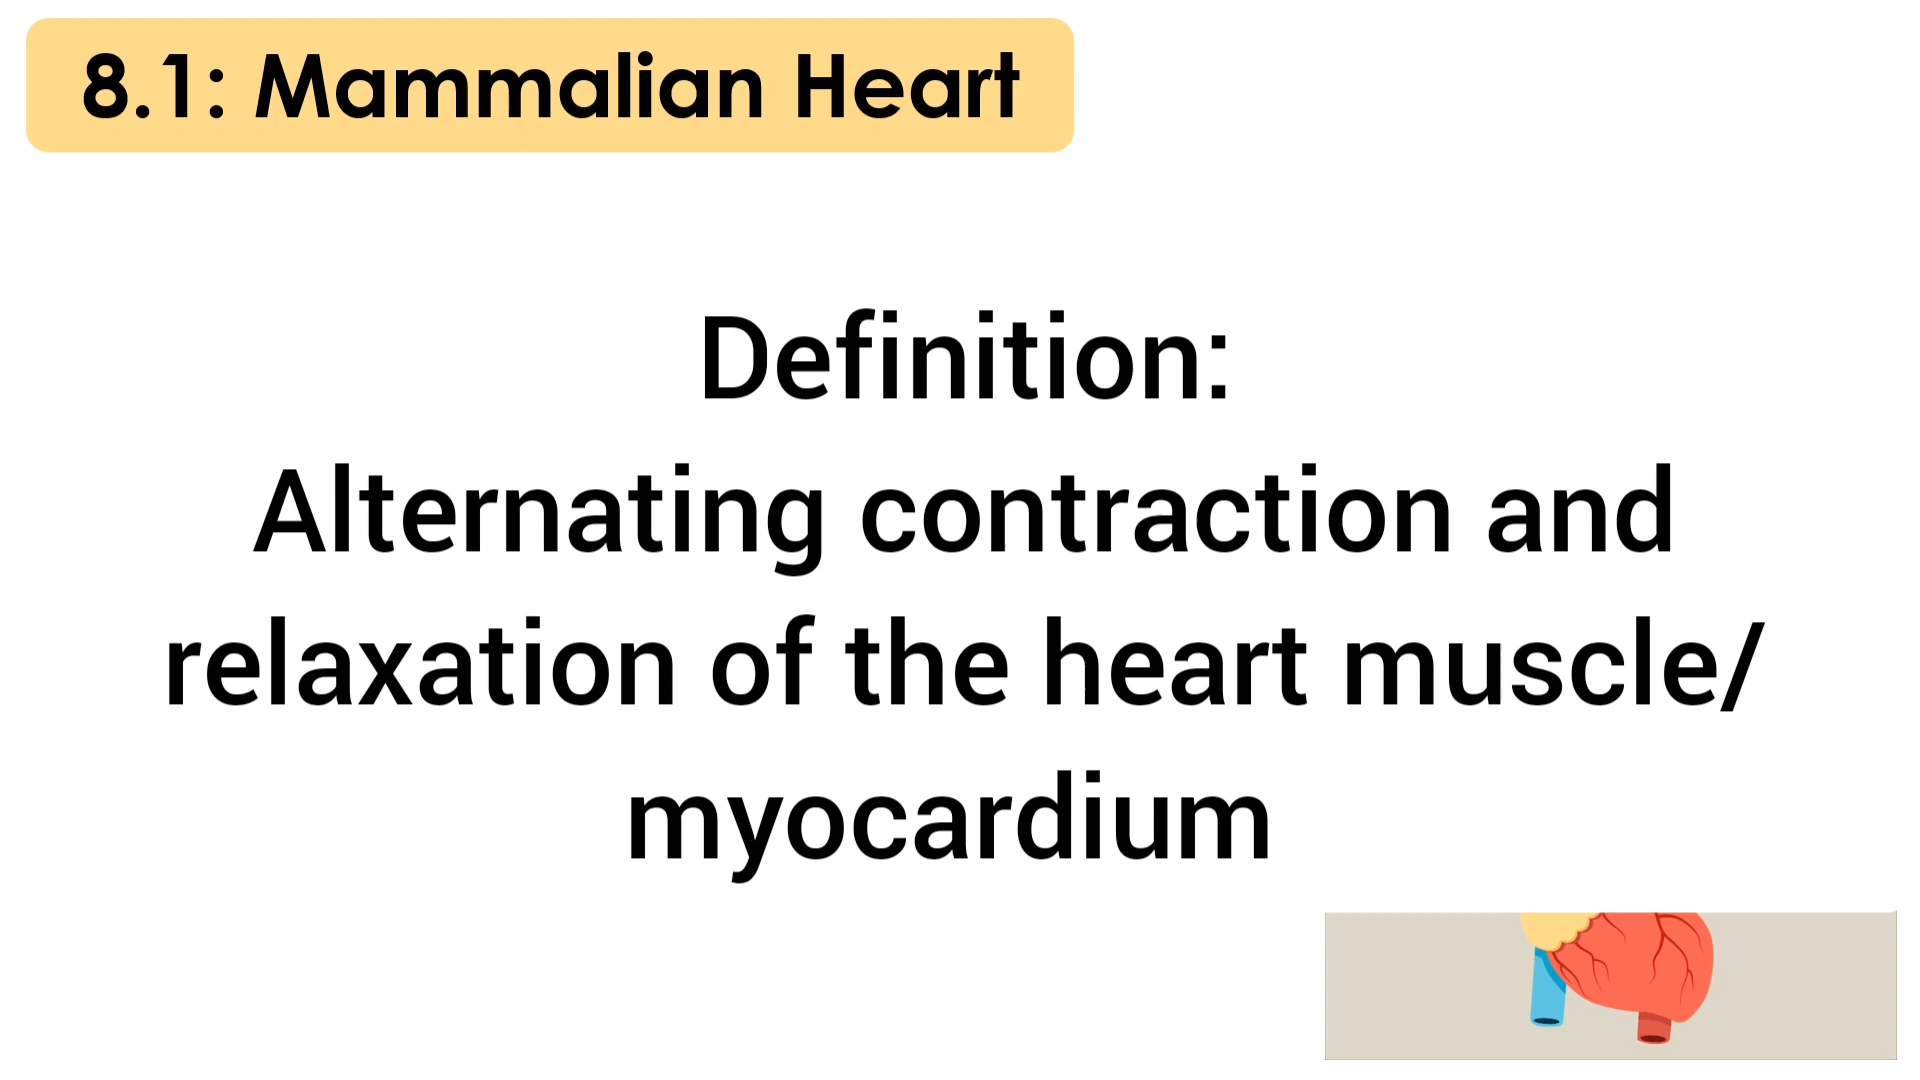 8.1: Mammalian Heart
Definition:
Alternating contraction and
relaxation of the heart muscle/
myocardium